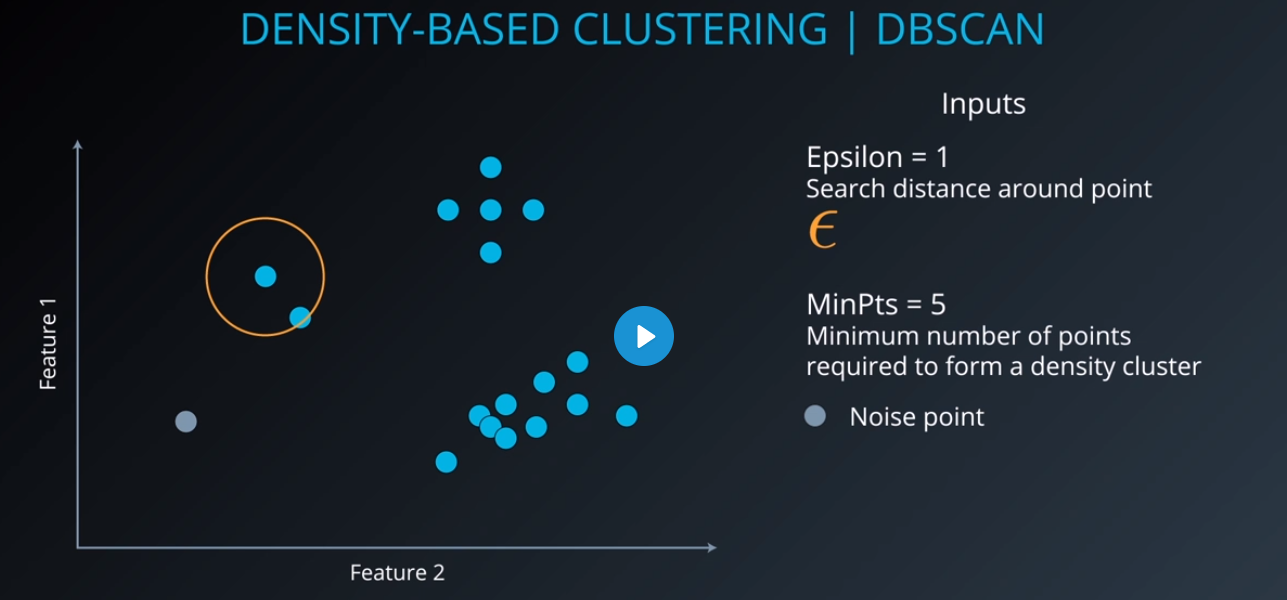 DENSITY-BASED CLUSTERING | DBSCAN
Inputs
Epsilon = 1
Search distance around point
ϵ
MinPts = 5
Minimum number of points
required to form a density cluster
Noise point
Feature 1
Feature 2